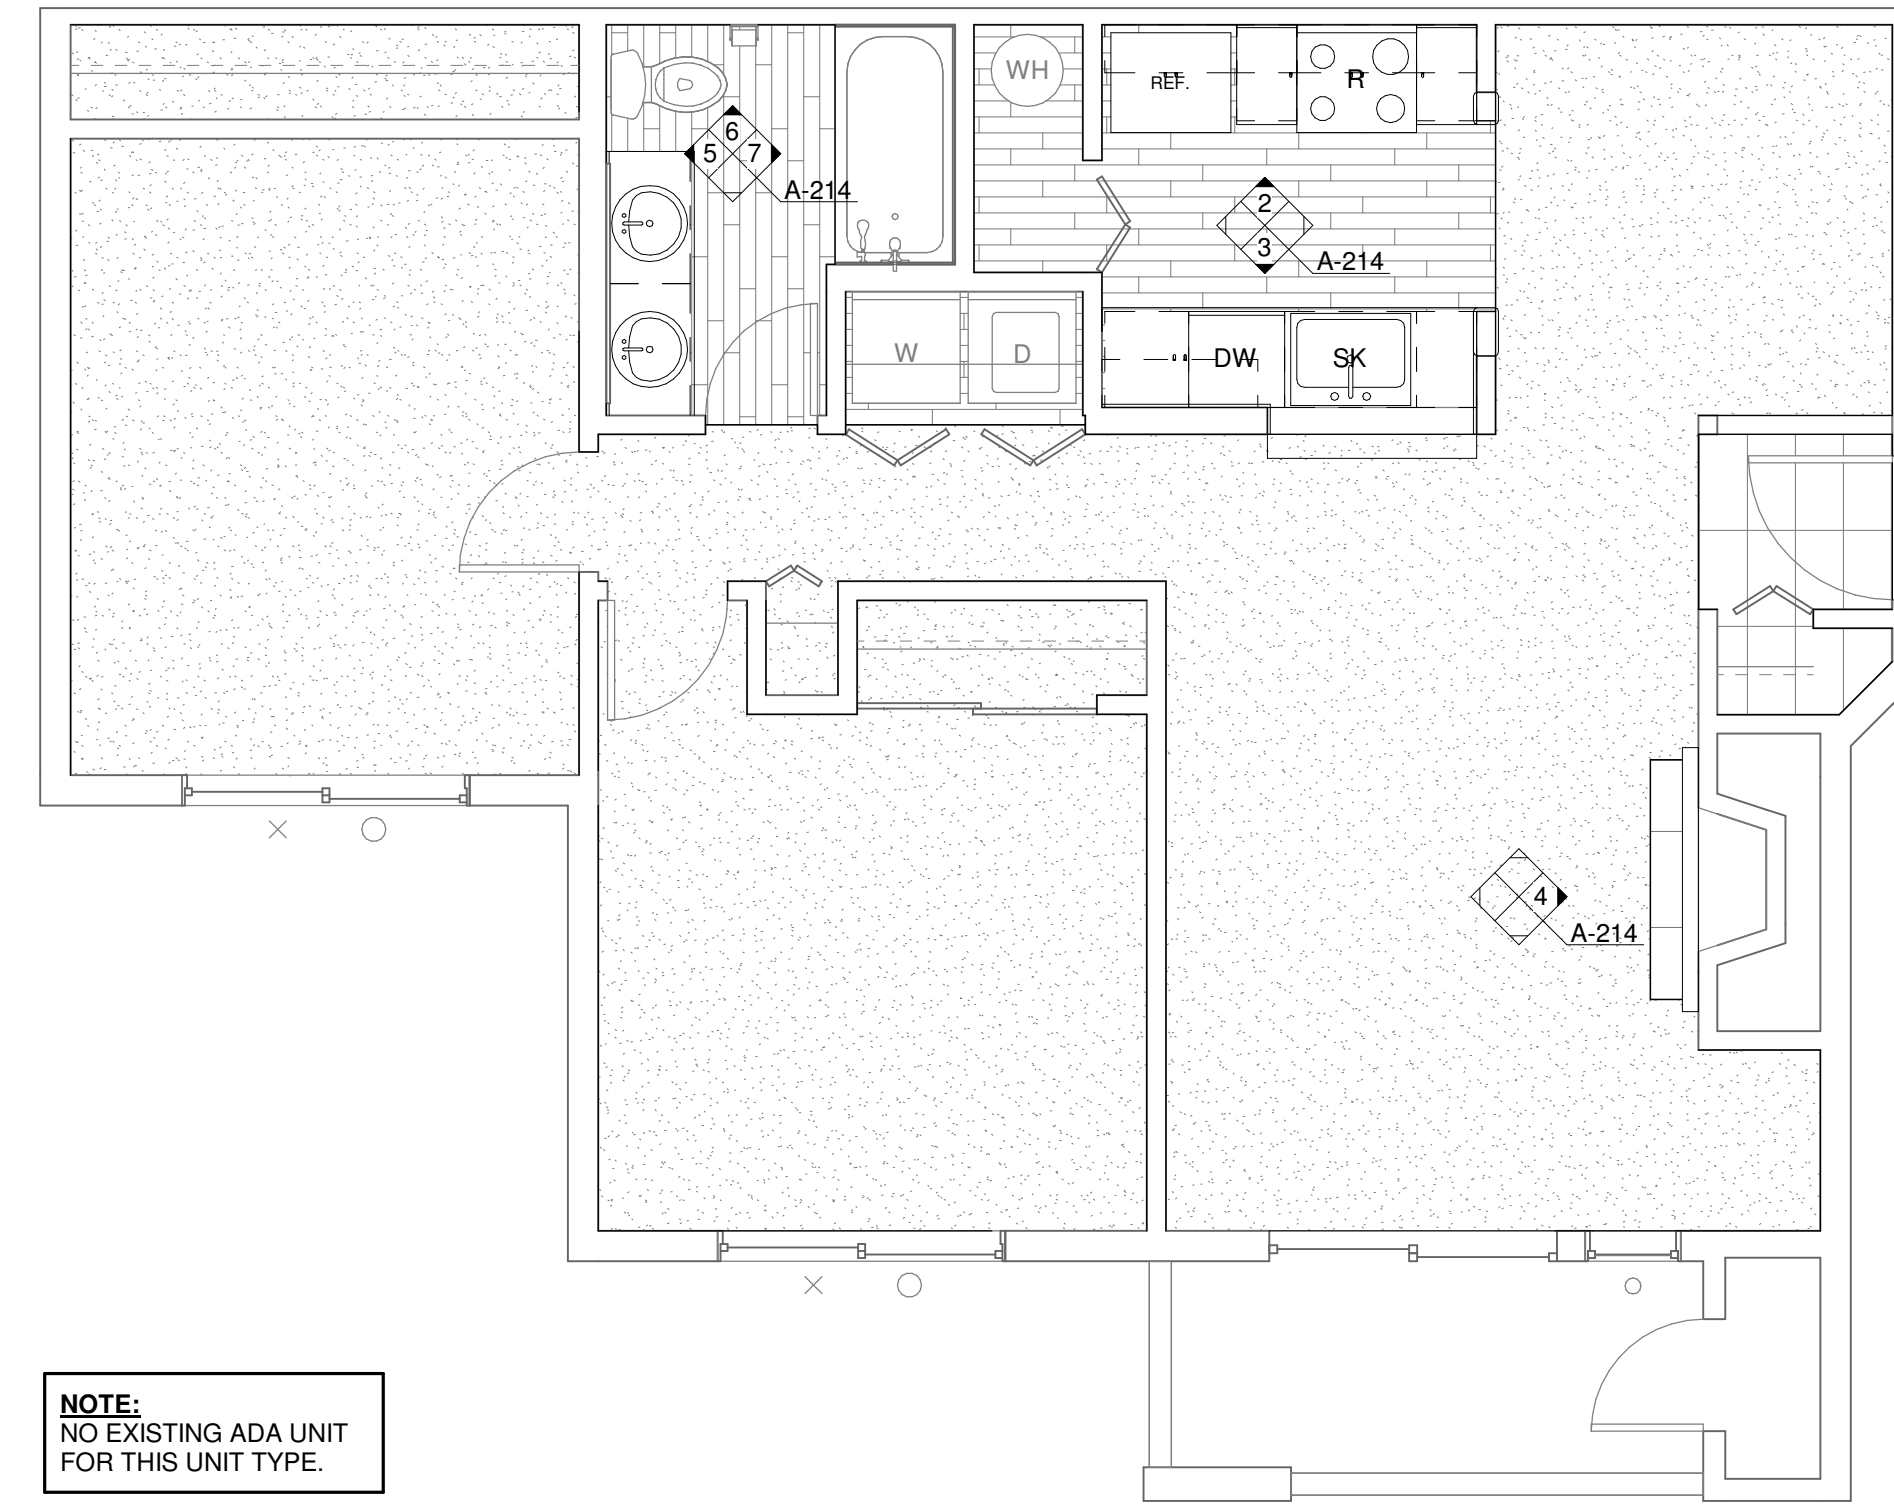 WH
REF.
R
6
5
7
A-214
2
3
A-214
W
D
DW
SK
4
A-214
NOTE:
NO EXISTING ADA UNIT
FOR THIS UNIT TYPE.